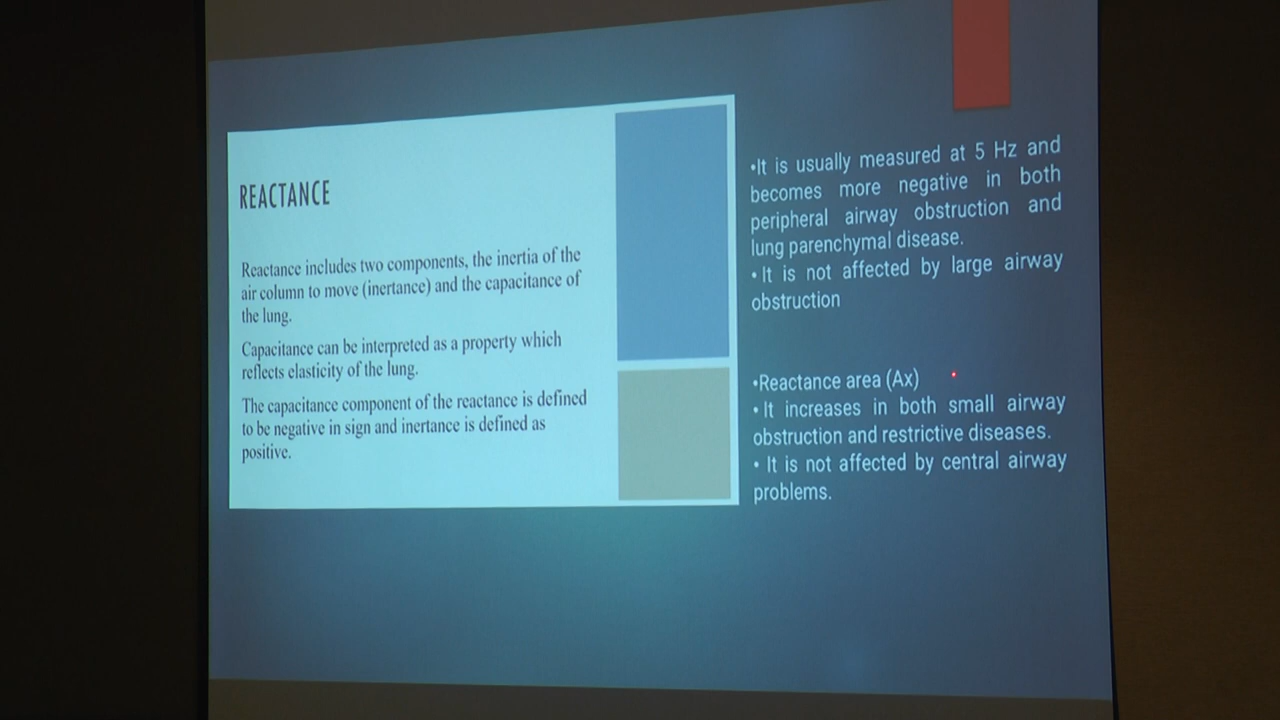 REACTANCE
Reactance includes two components, the inertia of the
air column to move (inertance) and the capacitance of
the lung.
Capacitance can be interpreted as a property which
reflects elasticity of the lung.
The capacitance component of the reactance is defined
to be negative in sign and inertance is defined as
positive.
•It is usually measured at 5 Hz and
becomes more negative in both
peripheral airway obstruction and
lung parenchymal disease.
• It is not affected by large airway
obstruction
•Reactance area (Ax)
• It increases in both small airway
obstruction and restrictive diseases.
• It is not affected by central airway
problems.